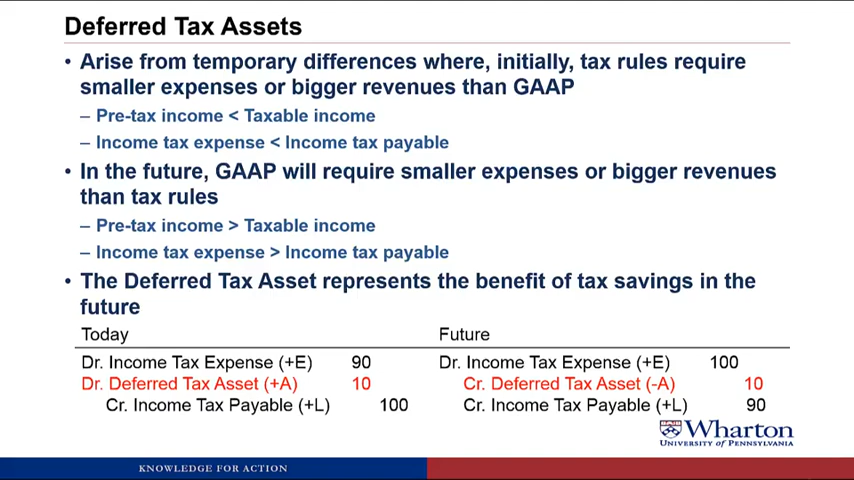 Deferred Tax Assets
• Arise from temporary differences where, initially, tax rules require
smaller expenses or bigger revenues than GAAP
– Pre-tax income < Taxable income
– Income tax expense < Income tax payable
• In the future, GAAP will require smaller expenses or bigger revenues
than tax rules
– Pre-tax income > Taxable income
– Income tax expense > Income tax payable
• The Deferred Tax Asset represents the benefit of tax savings in the
future
Today Future
Dr. Income Tax Expense (+E) 90 Dr. Income Tax Expense (+E) 100
Dr. Deferred Tax Asset (+A) 10 Cr. Deferred Tax Asset (-A) 10
Cr. Income Tax Payable (+L) 100 Cr. Income Tax Payable (+L) 90
Wharton
UNIVERSITY OF PENNSYLVANIA
KNOWLEDGE FOR ACTION